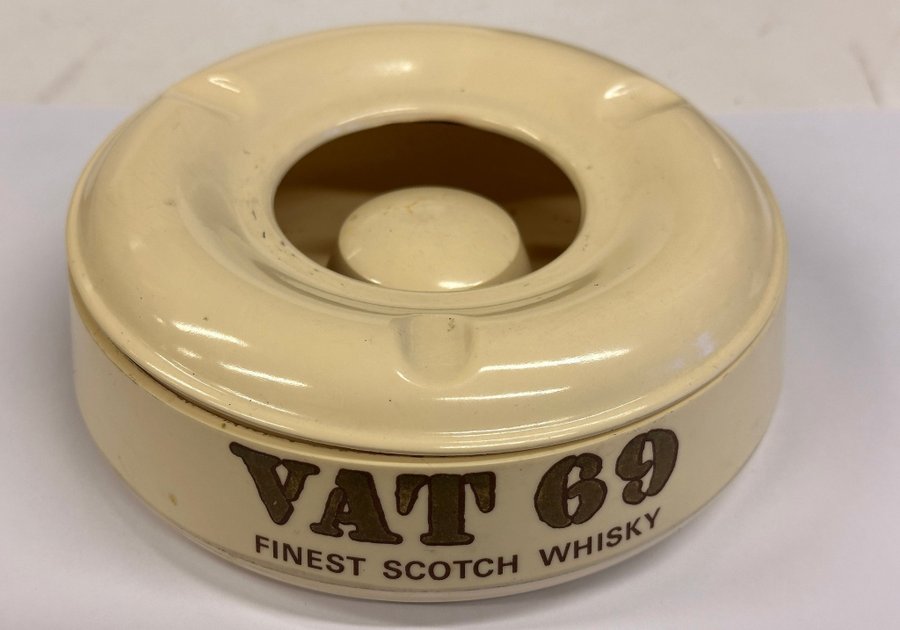 VAT 69
FINEST SCOTCH WHISKY